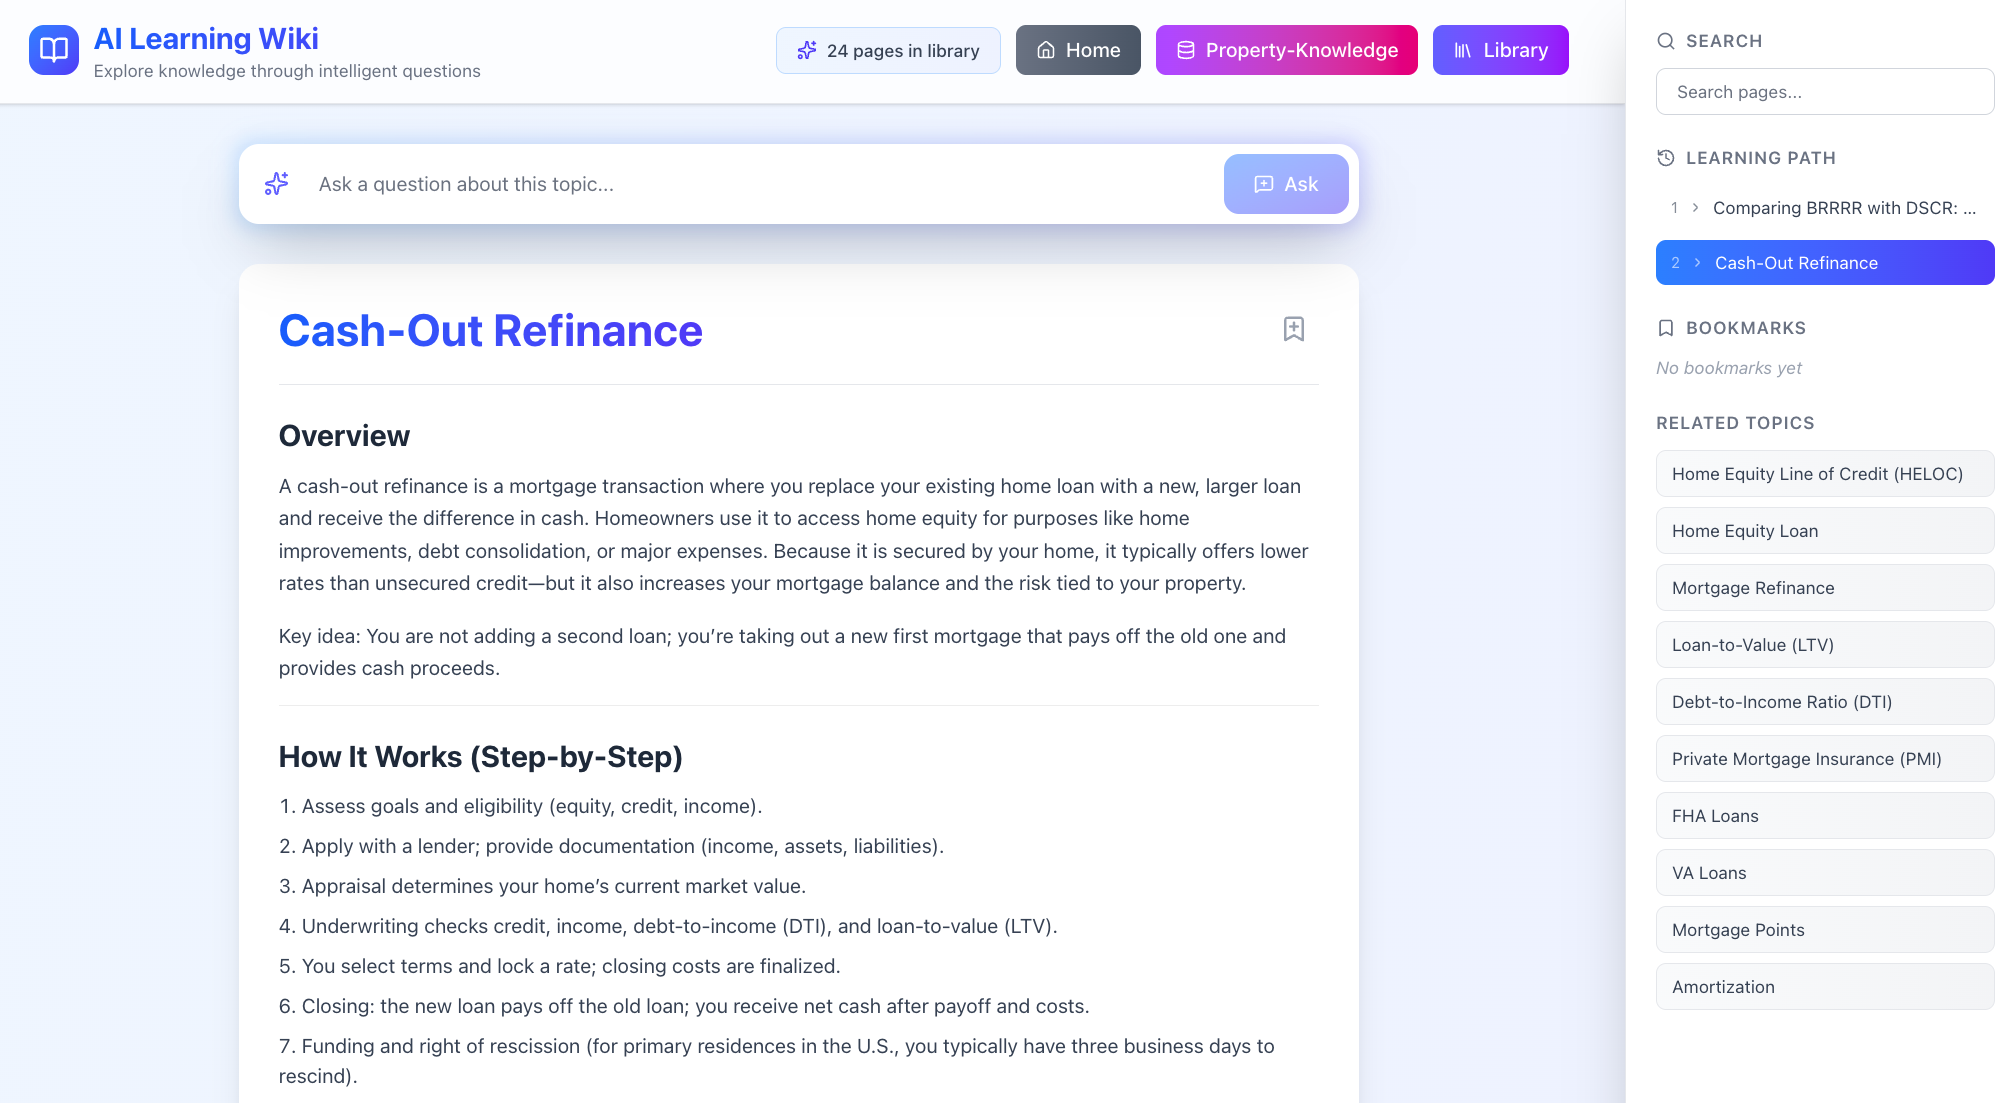 AI Learning Wiki
Explore knowledge through intelligent questions
24 pages in library
Home
Property-Knowledge
Library
Ask a question about this topic...
Ask
Cash-Out Refinance
Overview
A cash-out refinance is a mortgage transaction where you replace your existing home loan with a new, larger loan
and receive the difference in cash. Homeowners use it to access home equity for purposes like home
improvements, debt consolidation, or major expenses. Because it is secured by your home, it typically offers lower
rates than unsecured credit—but it also increases your mortgage balance and the risk tied to your property.
Key idea: You are not adding a second loan; you’re taking out a new first mortgage that pays off the old one and
provides cash proceeds.
How It Works (Step-by-Step)
1. Assess goals and eligibility (equity, credit, income).
2. Apply with a lender; provide documentation (income, assets, liabilities).
3. Appraisal determines your home’s current market value.
4. Underwriting checks credit, income, debt-to-income (DTI), and loan-to-value (LTV).
5. You select terms and lock a rate; closing costs are finalized.
6. Closing: the new loan pays off the old loan; you receive net cash after payoff and costs.
7. Funding and right of rescission (for primary residences in the U.S., you typically have three business days to
rescind).
SEARCH
Search pages...
LEARNING PATH
1 Comparing BRRRR with DSCR: ...
2 Cash-Out Refinance
BOOKMARKS
No bookmarks yet
RELATED TOPICS
Home Equity Line of Credit (HELOC)
Home Equity Loan
Mortgage Refinance
Loan-to-Value (LTV)
Debt-to-Income Ratio (DTI)
Private Mortgage Insurance (PMI)
FHA Loans
VA Loans
Mortgage Points
Amortization